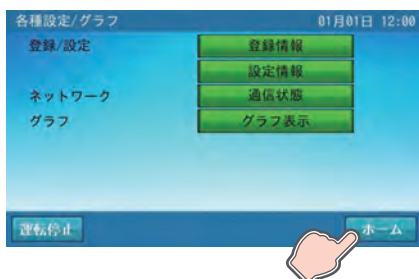 各種設定/グラフ 01月01日 12:00
登録/設定 登録情報
設定情報
ネットワーク 通信状態
グラフ グラフ表示
運転停止 ホーム